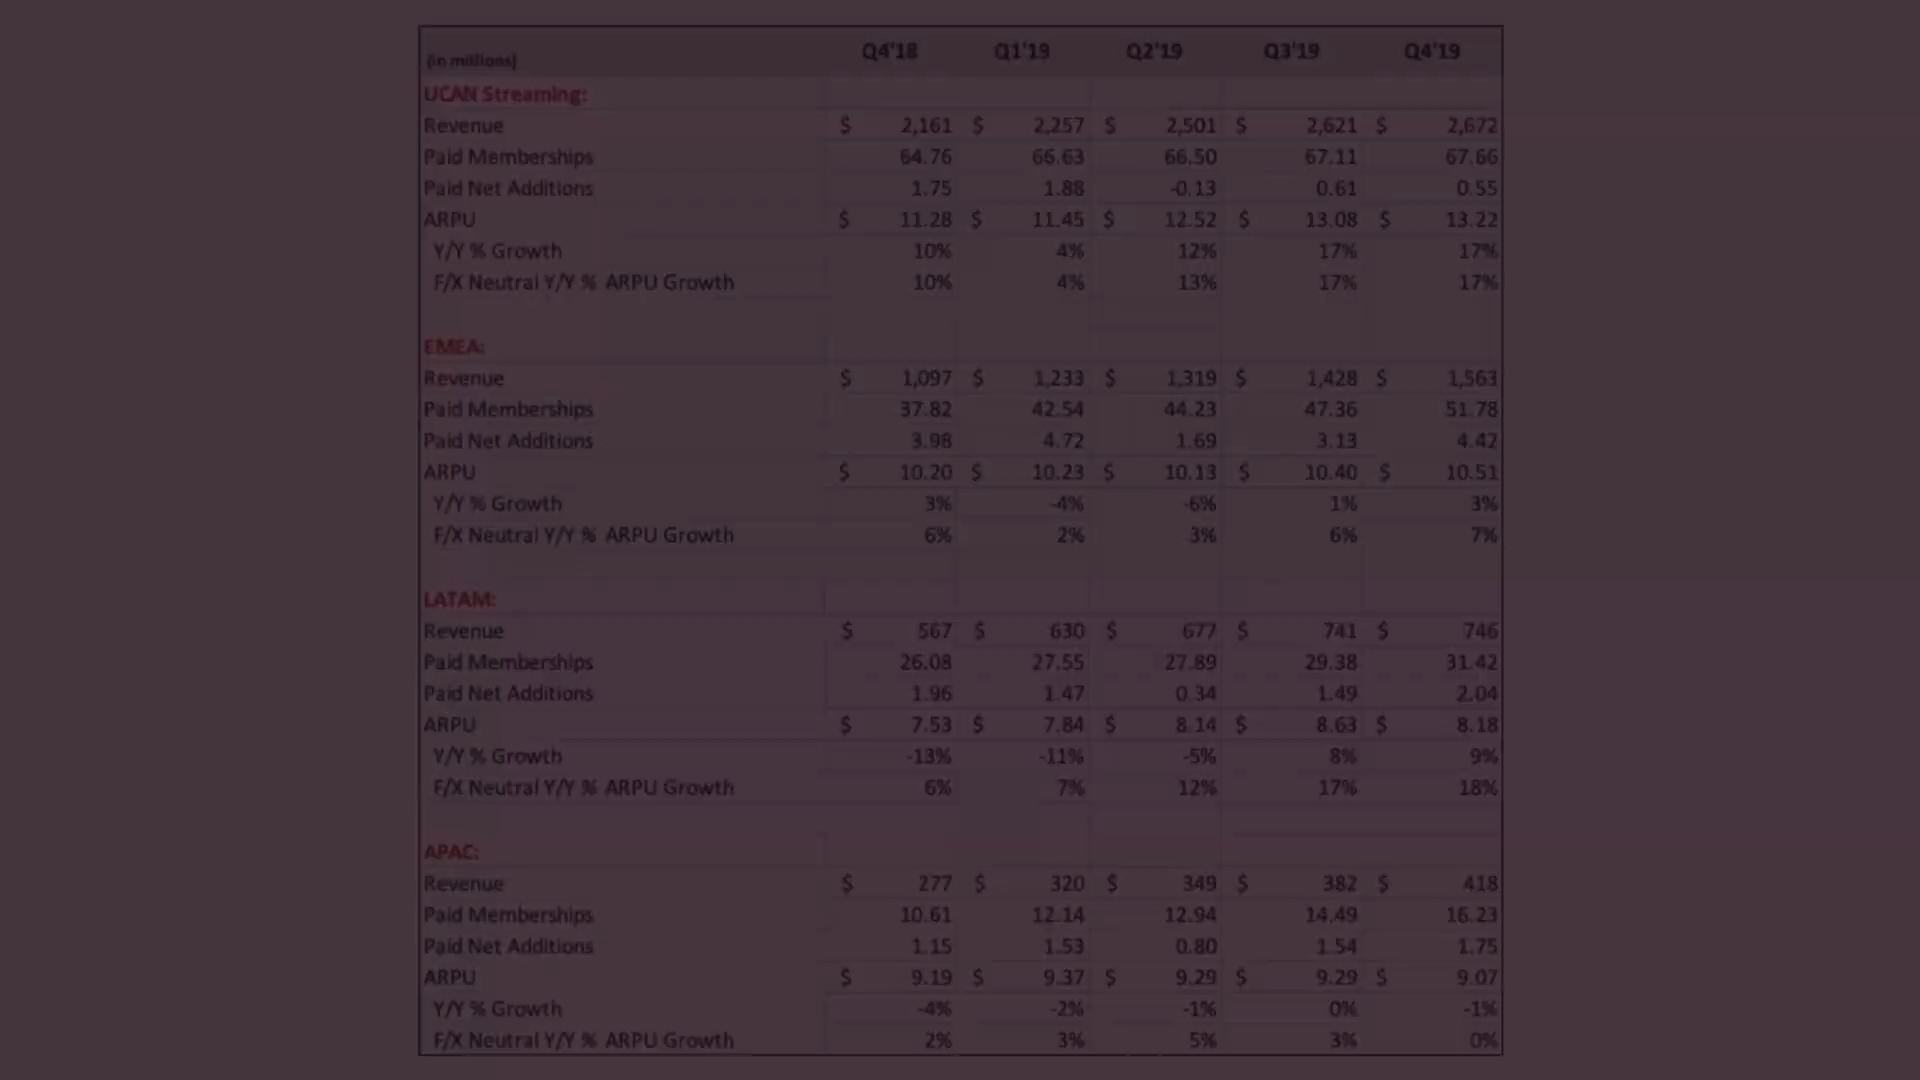 (in millions) Q4'18 Q1'19 Q2'19 Q3'19 Q4'19
UCAN Streaming:
Revenue $ 2,161 $ 2,257 $ 2,501 $ 2,621 $ 2,672
Paid Memberships 64.76 66.63 66.50 67.11 67.66
Paid Net Additions 1.75 1.88 -0.13 0.61 0.55
ARPU $ 11.28 $ 11.45 $ 12.52 $ 13.08 $ 13.22
Y/Y % Growth 10% 4% 12% 17% 17%
F/X Neutral Y/Y % ARPU Growth 10% 4% 13% 17% 17%
EMEA:
Revenue $ 1,097 $ 1,233 $ 1,319 $ 1,428 $ 1,563
Paid Memberships 37.82 42.54 44.23 47.36 51.78
Paid Net Additions 3.98 4.72 1.69 3.13 4.42
ARPU $ 10.20 $ 10.23 $ 10.13 $ 10.40 $ 10.51
Y/Y % Growth 3% -4% -6% 1% 3%
F/X Neutral Y/Y % ARPU Growth 6% 2% 3% 6% 7%
LATAM:
Revenue $ 567 $ 630 $ 677 $ 741 $ 746
Paid Memberships 26.08 27.55 27.89 29.38 31.42
Paid Net Additions 1.96 1.47 0.34 1.49 2.04
ARPU $ 7.53 $ 7.84 $ 8.14 $ 8.63 $ 8.18
Y/Y % Growth -13% -11% -5% 8% 9%
F/X Neutral Y/Y % ARPU Growth 6% 7% 12% 17% 18%
APAC:
Revenue $ 277 $ 320 $ 349 $ 382 $ 418
Paid Memberships 10.61 12.14 12.94 14.49 16.23
Paid Net Additions 1.15 1.53 0.80 1.54 1.75
ARPU $ 9.19 $ 9.37 $ 9.29 $ 9.29 $ 9.07
Y/Y % Growth -4% -2% -1% 0% -1%
F/X Neutral Y/Y % ARPU Growth 2% 3% 5% 3% 0%